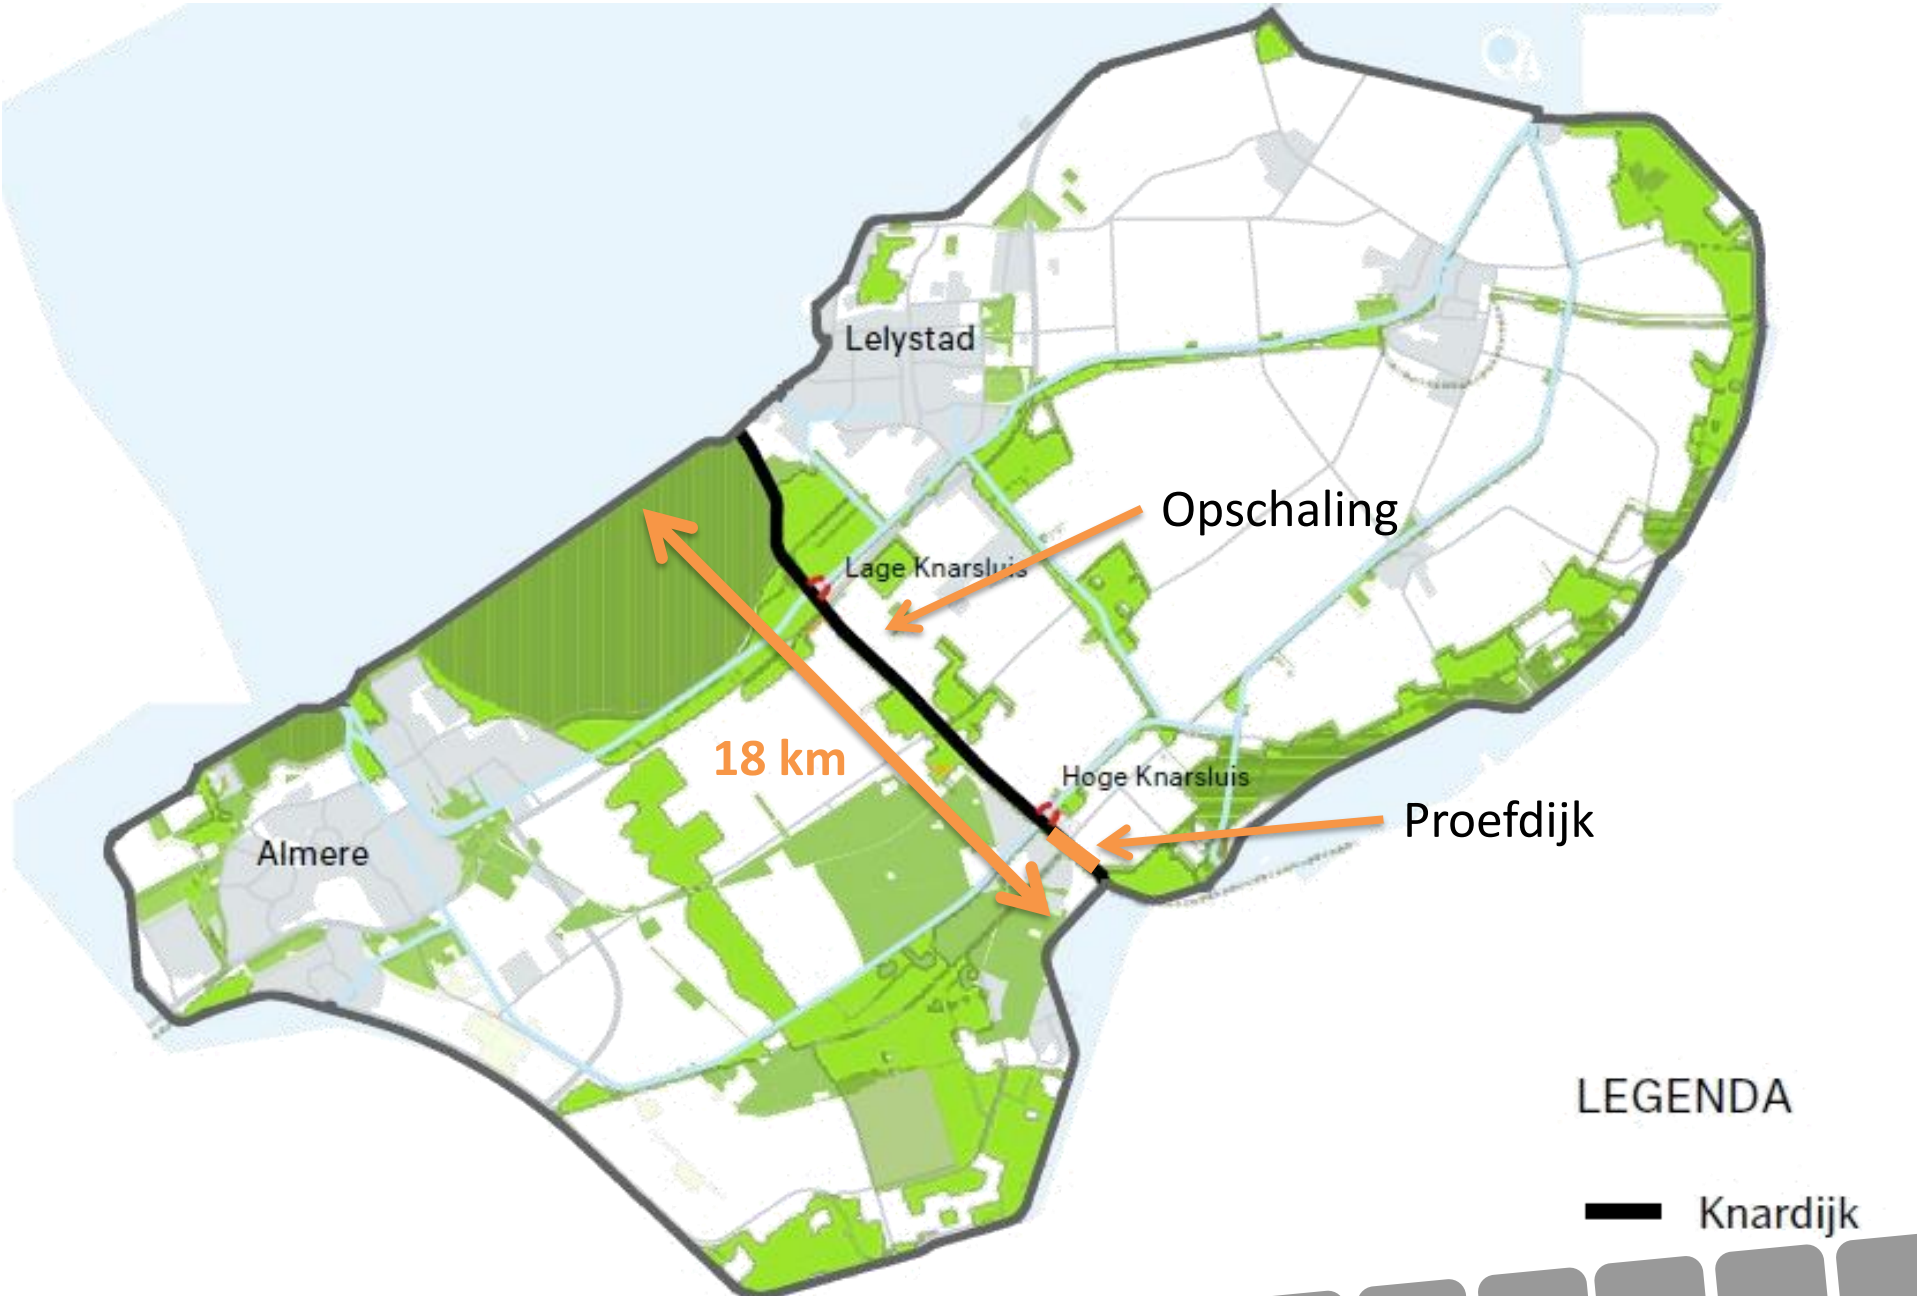 Lelystad
Opschaling
Lage Knarsluis
18 km
Hoge Knarsluis
Proefdijk
Almere
LEGENDA
Knardijk